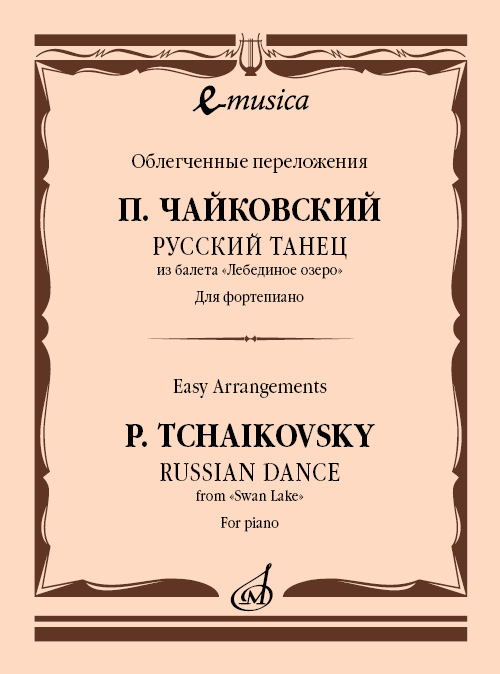 e-musica
Облегченные переложения
П. ЧАЙКОВСКИЙ
РУССКИЙ ТАНЕЦ
из балета «Лебединое озеро»
Для фортепиано
Easy Arrangements
P. TCHAIKOVSKY
RUSSIAN DANCE
from «Swan Lake»
For piano